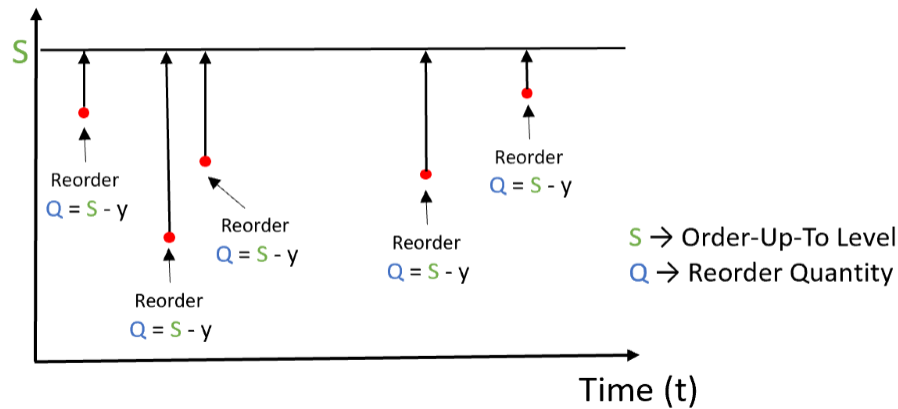 S
Reorder
Q = S - y
Reorder
Q = S - y
Reorder
Q = S - y
Reorder
Q = S - y
Reorder
Q = S - y
S → Order-Up-To Level
Q → Reorder Quantity
Time (t)